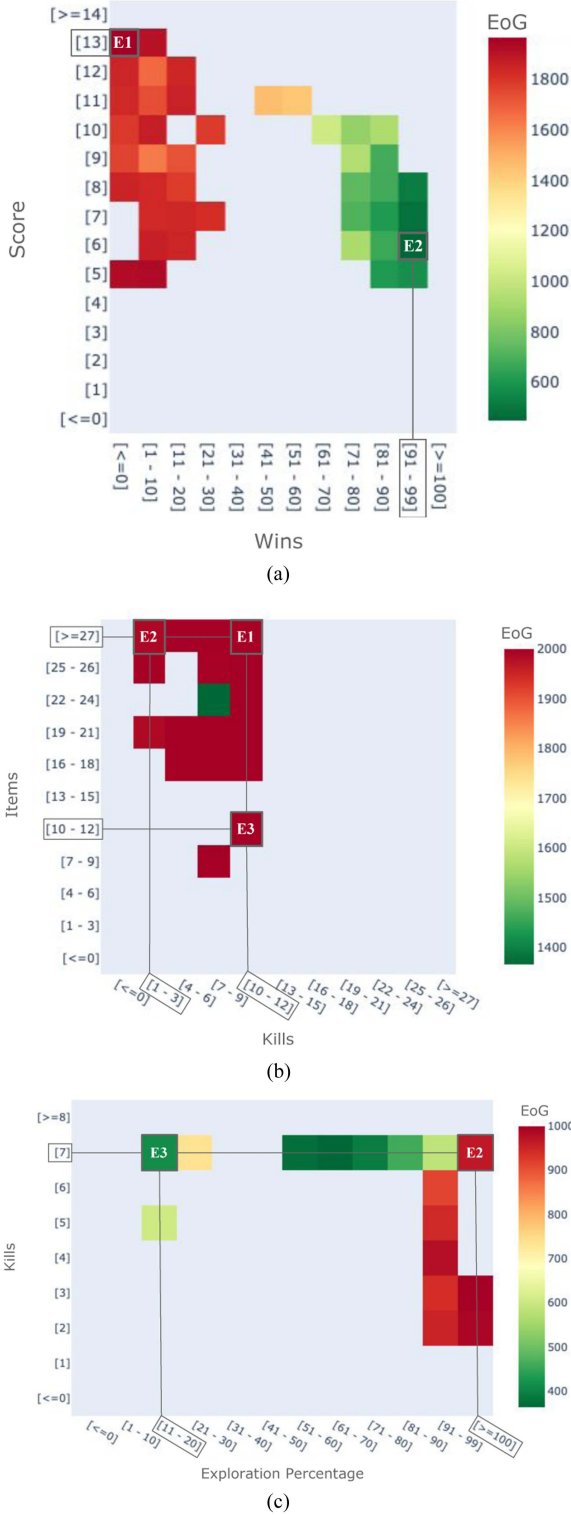 EoG
[>=14]
[13] E1
[12]
[11]
[10]
[9]
[8]
[7]
[6] E2
[5]
[4]
[3]
[2]
[1]
[<=0]
Score
1800
1600
1400
1200
1000
800
600
[<=0] [1 - 10] [11 - 20] [21 - 30] [31 - 40] [41 - 50] [51 - 60] [61 - 70] [71 - 80] [81 - 90] [91 - 99] [>=100]
Wins
(a)
EoG
[>=27] E2 E1
[25 - 26]
[22 - 24]
[19 - 21]
[16 - 18]
[13 - 15]
[10 - 12] E3
[7 - 9]
[4 - 6]
[1 - 3]
[<=0]
Items
2000
1900
1800
1700
1600
1500
1400
[<=0] [1 - 3] [4 - 6] [7 - 9] [10 - 12] [13 - 15] [16 - 18] [19 - 21] [22 - 24] [25 - 26] [>=27]
Kills
(b)
EoG
[>=8]
[7] E3 E2
[6]
[5]
[4]
[3]
[2]
[1]
[<=0]
Kills
1000
900
800
700
600
500
400
[<=0] [1 - 10] [11 - 20] [21 - 30] [31 - 40] [41 - 50] [51 - 60] [61 - 70] [71 - 80] [81 - 90] [91 - 99] [>=100]
Exploration Percentage
(c)